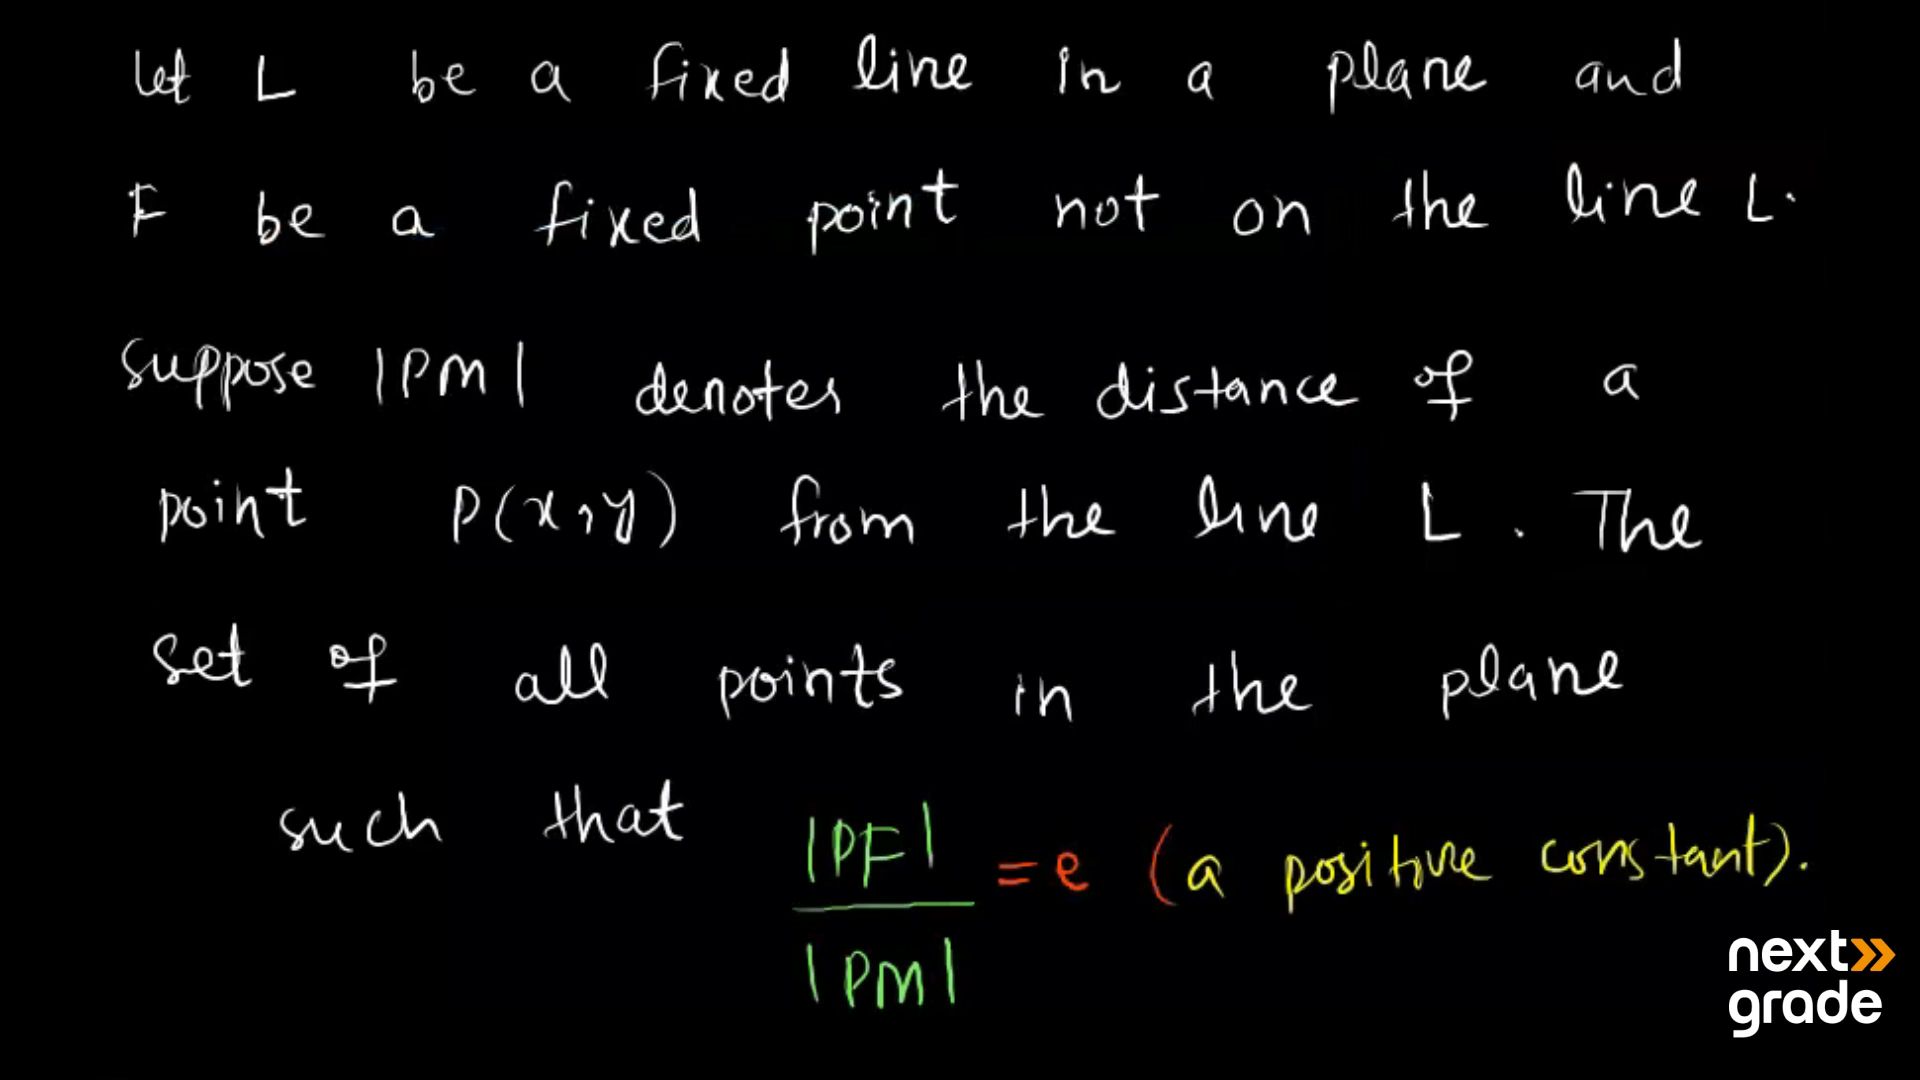 let L be a fixed line in a plane and
F be a fixed point not on the line L.
suppose |PM| denotes the distance of a
point P(x,y) from the line L. The
set of all points in the plane
such that |PF| / |PM| = e (a positive constant).
next
grade